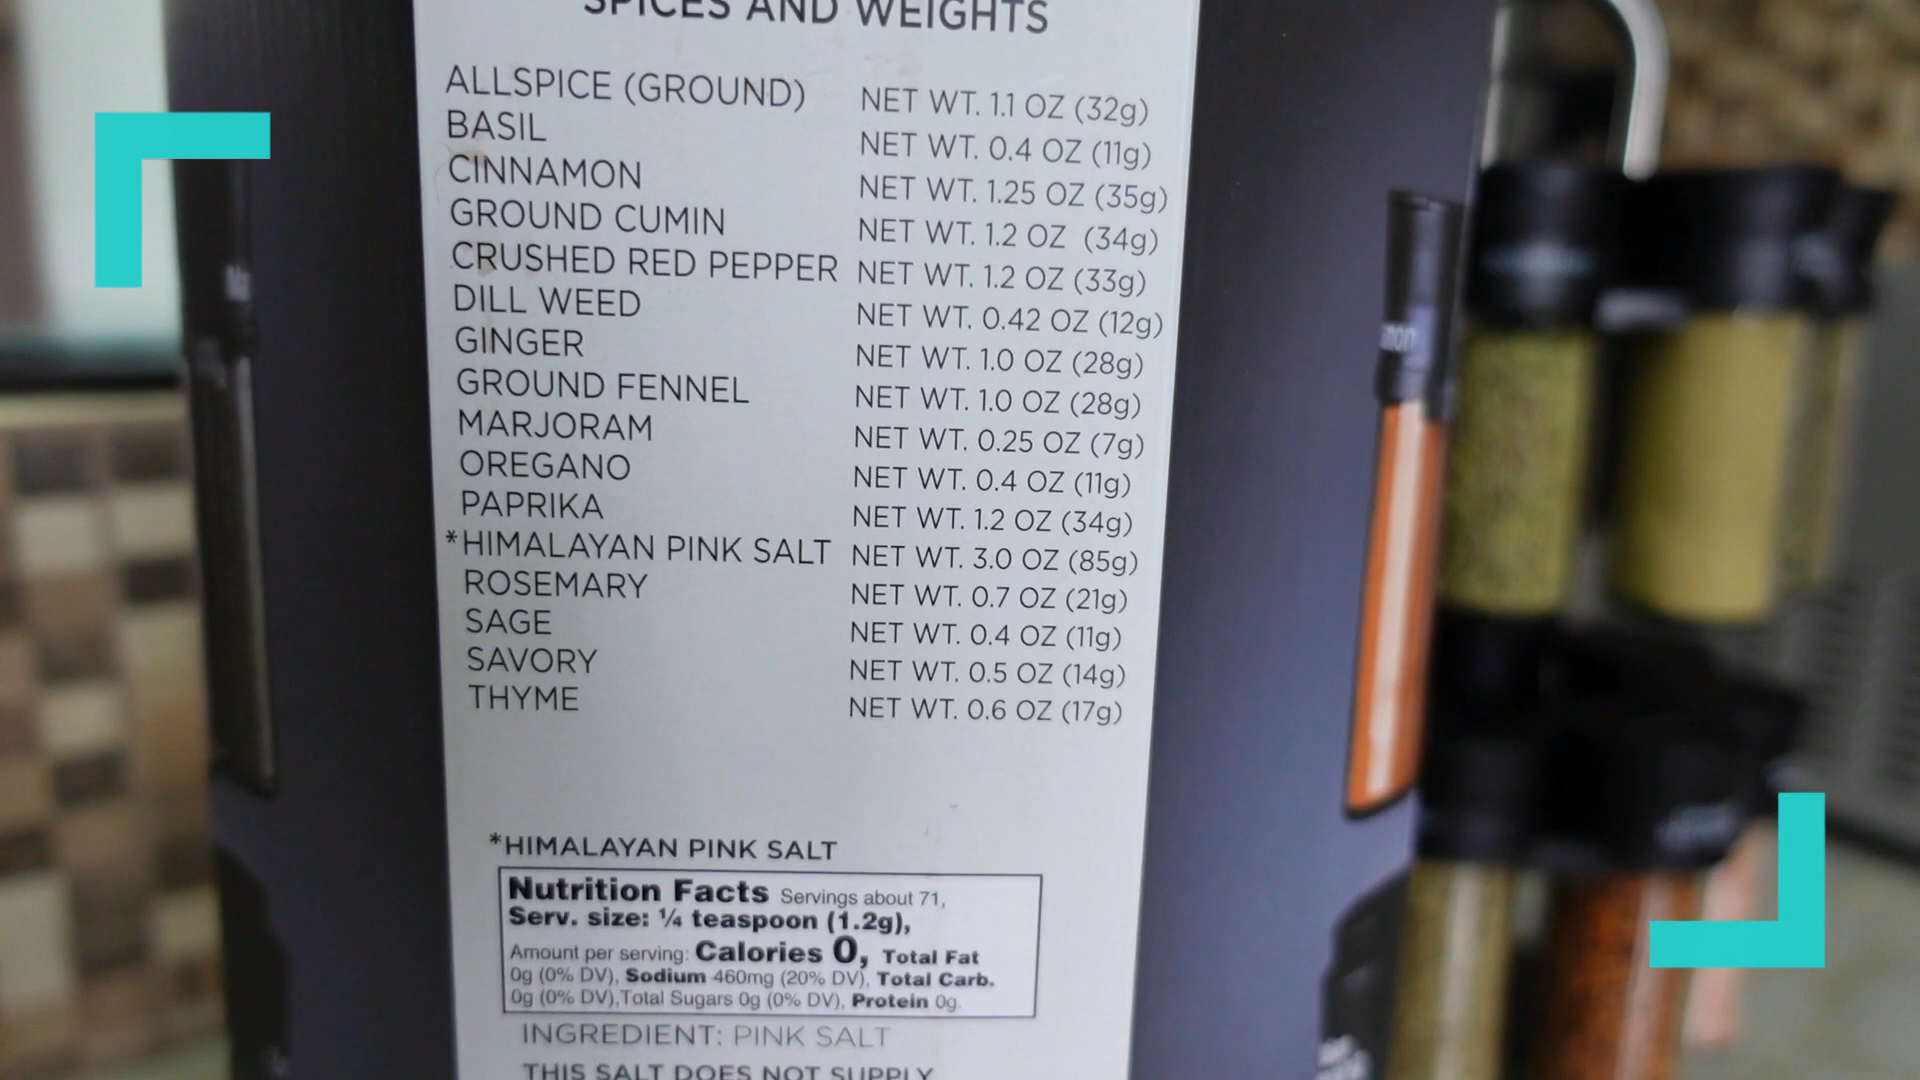 SPICES AND WEIGHTS
ALLSPICE (GROUND) NET WT. 1.1 OZ (32g)
BASIL NET WT. 0.4 OZ (11g)
CINNAMON NET WT. 1.25 OZ (35g)
GROUND CUMIN NET WT. 1.2 OZ (34g)
CRUSHED RED PEPPER NET WT. 1.2 OZ (33g)
DILL WEED NET WT. 0.42 OZ (12g)
GINGER NET WT. 1.0 OZ (28g)
GROUND FENNEL NET WT. 1.0 OZ (28g)
MARJORAM NET WT. 0.25 OZ (7g)
OREGANO NET WT. 0.4 OZ (11g)
PAPRIKA NET WT. 1.2 OZ (34g)
*HIMALAYAN PINK SALT NET WT. 3.0 OZ (85g)
ROSEMARY NET WT. 0.7 OZ (21g)
SAGE NET WT. 0.4 OZ (11g)
SAVORY NET WT. 0.5 OZ (14g)
THYME NET WT. 0.6 OZ (17g)
*HIMALAYAN PINK SALT
Nutrition Facts Servings about 71,
Serv. size: ¼ teaspoon (1.2g),
Amount per serving: Calories 0, Total Fat
0g (0% DV), Sodium 460mg (20% DV), Total Carb.
0g (0% DV),Total Sugars 0g (0% DV), Protein 0g.
INGREDIENT: PINK SALT
THIS SALT DOES NOT SUPPLY